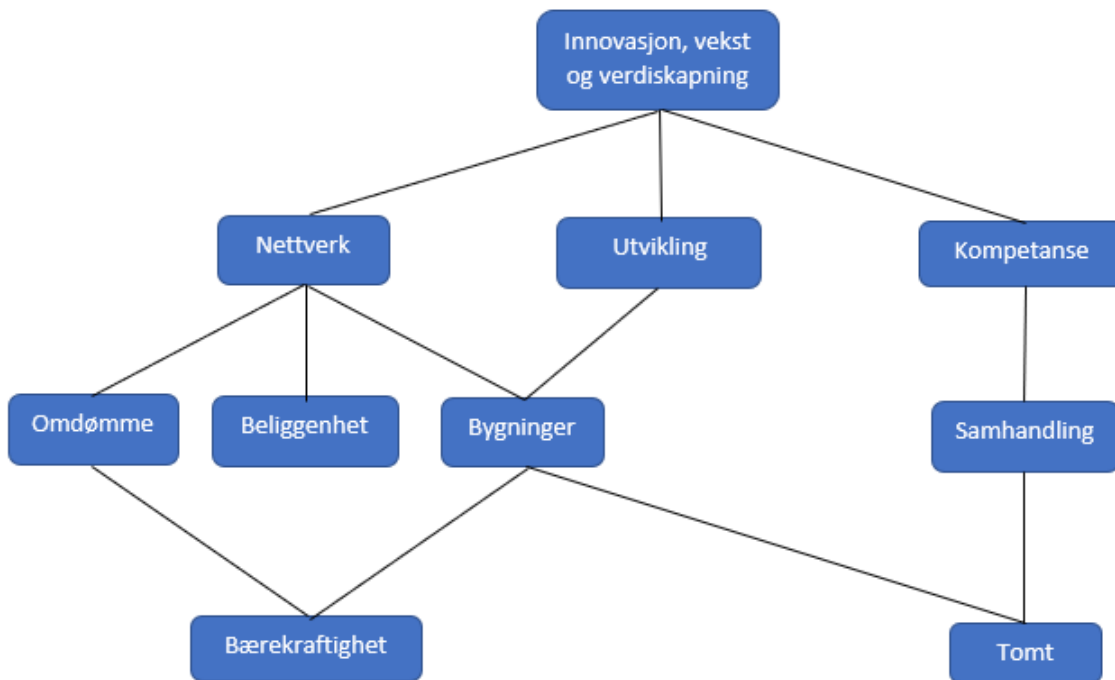 Innovasjon, vekst
og verdiskapning
Nettverk
Utvikling
Kompetanse
Omdømme
Beliggenhet
Bygninger
Samhandling
Bærekraftighet
Tomt